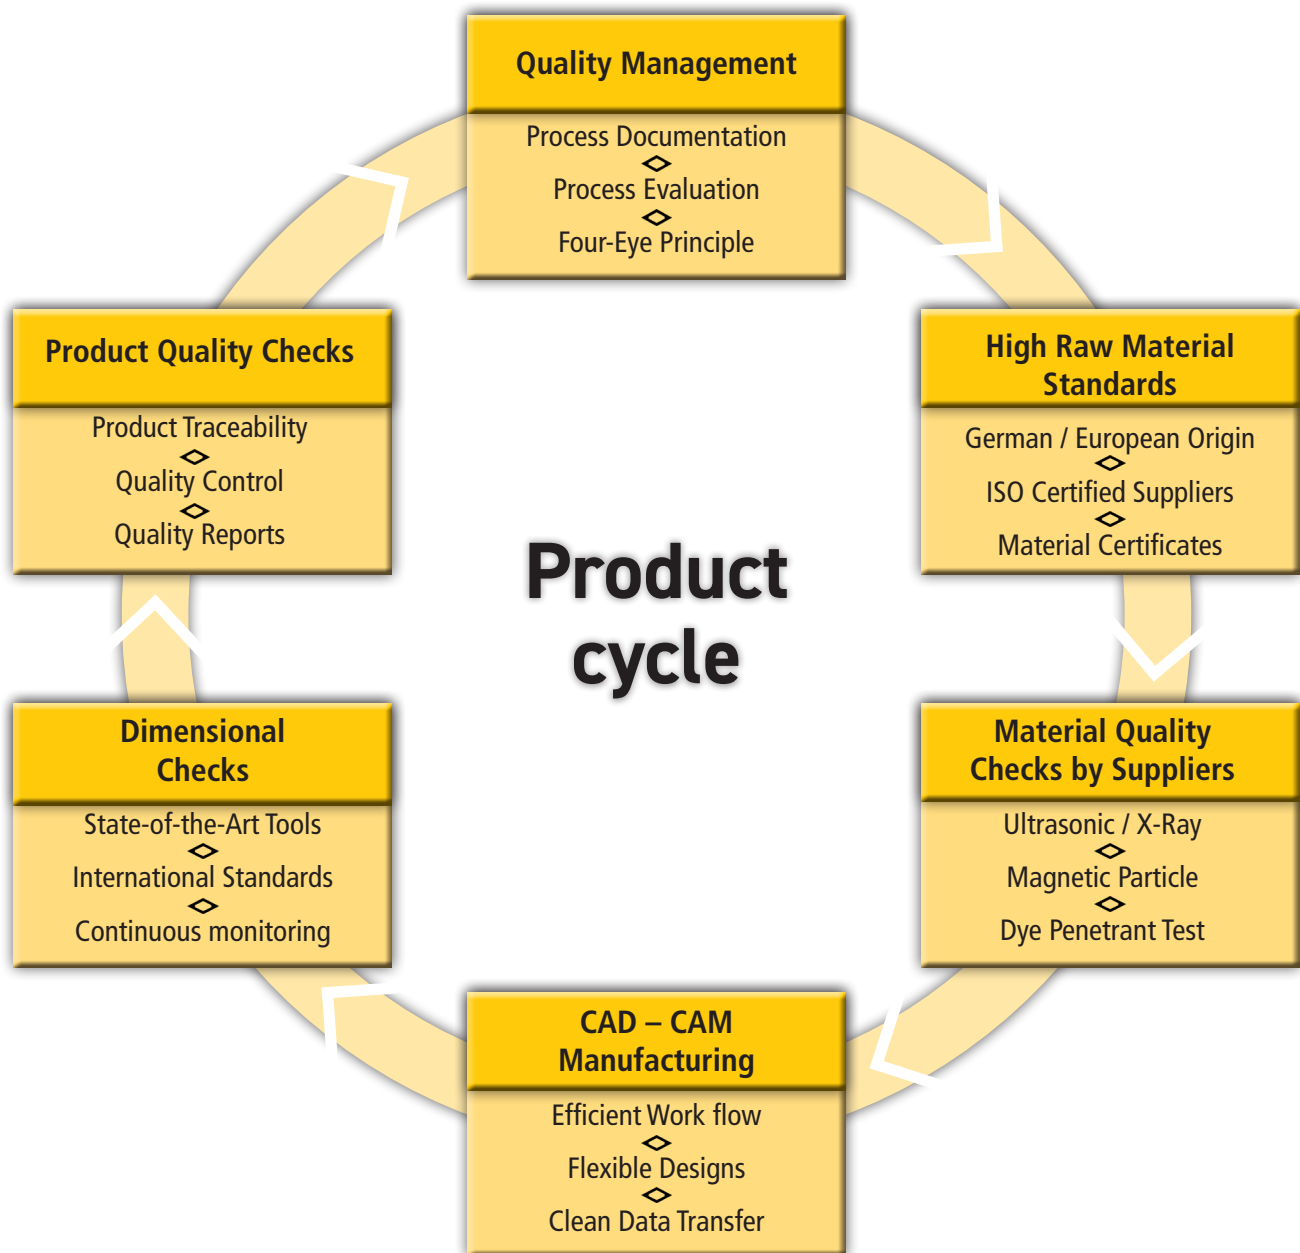 Quality Management
Process Documentation
Process Evaluation
Four-Eye Principle
High Raw Material
Standards
German / European Origin
ISO Certified Suppliers
Material Certificates
Material Quality
Checks by Suppliers
Ultrasonic / X-Ray
Magnetic Particle
Dye Penetrant Test
CAD – CAM
Manufacturing
Efficient Work flow
Flexible Designs
Clean Data Transfer
Dimensional
Checks
State-of-the-Art Tools
International Standards
Continuous monitoring
Product Quality Checks
Product Traceability
Quality Control
Quality Reports
Product
cycle